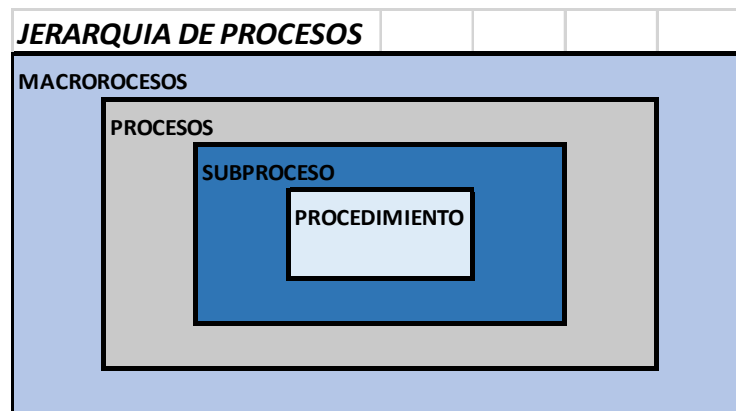 JERARQUIA DE PROCESOS
MACROROCESOS
PROCESOS
SUBPROCESO
PROCEDIMIENTO